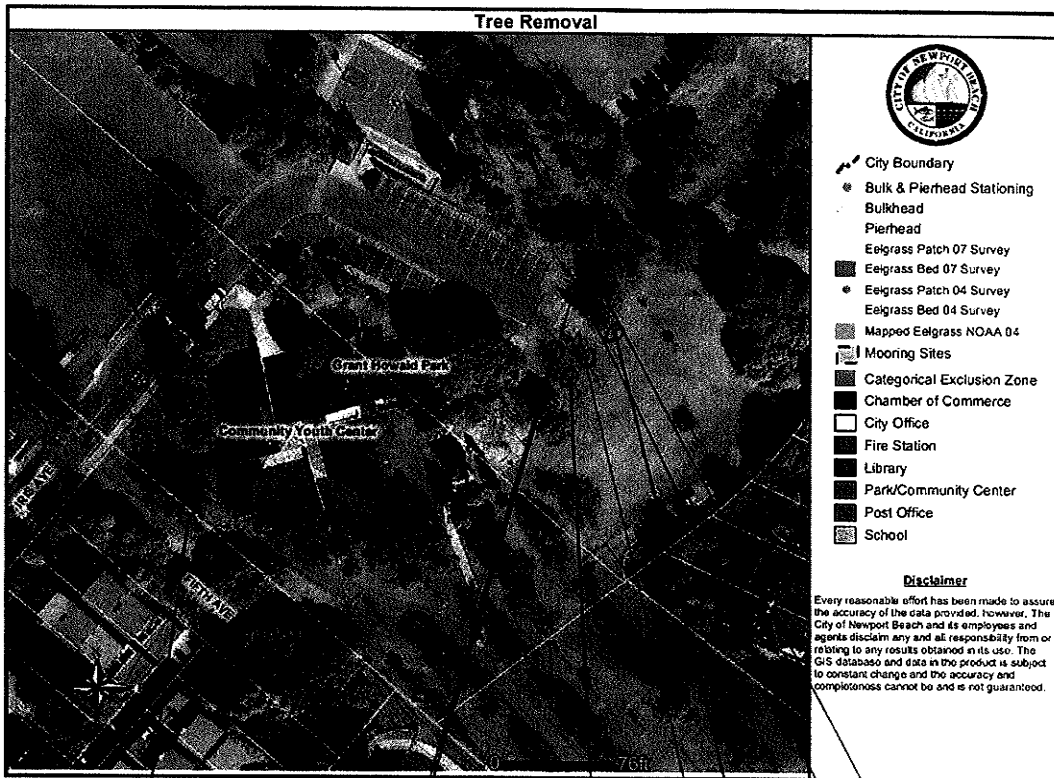 Tree Removal
CITY OF NEWPORT BEACH
CALIFORNIA
City Boundary
Bulk & Pierhead Stationing
Bulkhead
Pierhead
Eelgrass Patch 07 Survey
Eelgrass Bed 07 Survey
Eelgrass Patch 04 Survey
Eelgrass Bed 04 Survey
Mapped Eelgrass NOAA 04
Mooring Sites
Categorical Exclusion Zone
Chamber of Commerce
City Office
Fire Station
Library
Park/Community Center
Post Office
School
Grant Howald Park
Community Youth Center
0 76ft
Disclaimer
Every reasonable effort has been made to assure
the accuracy of the data provided, however, The
City of Newport Beach and its employees and
agents disclaim any and all responsibility from or
relating to any results obtained in its use. The
GIS database and data in the product is subject
to constant change and the accuracy and
completeness cannot be and is not guaranteed.